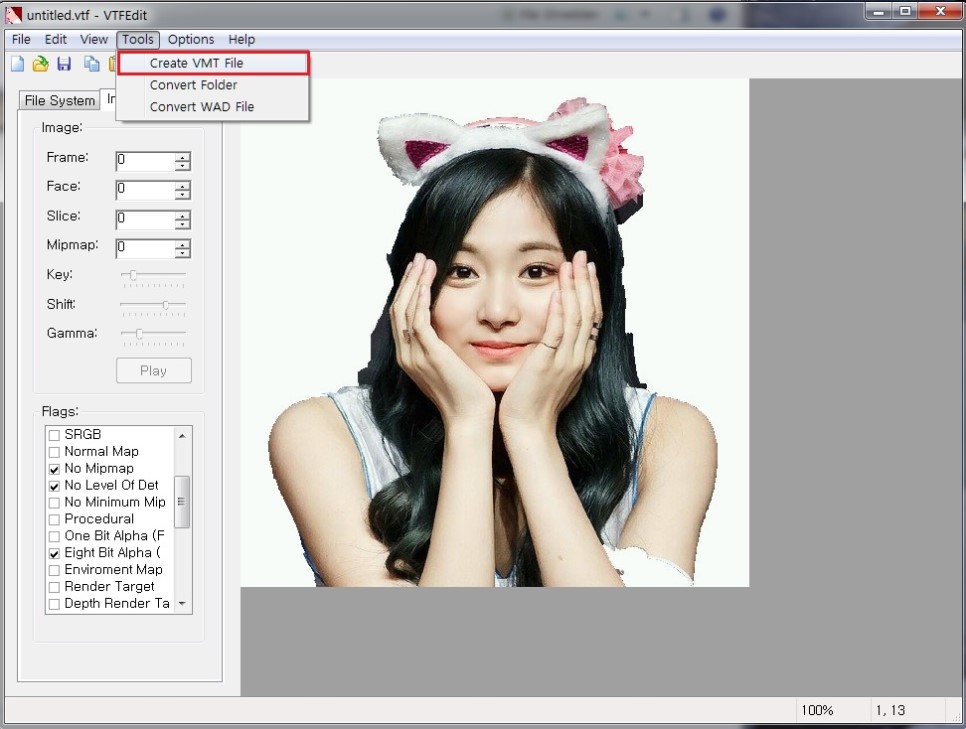 untitled.vtf - VTFEdit
File Edit View Tools Options Help
Create VMT File
Convert Folder
Convert WAD File
File System
Image:
Frame: 0
Face: 0
Slice: 0
Mipmap: 0
Key:
Shift:
Gamma:
Play
Flags:
SRGB
Normal Map
No Mipmap
No Level Of Det
No Minimum Mip
Procedural
One Bit Alpha (F
Eight Bit Alpha (
Enviroment Map
Render Target
Depth Render Ta
100% 1, 13